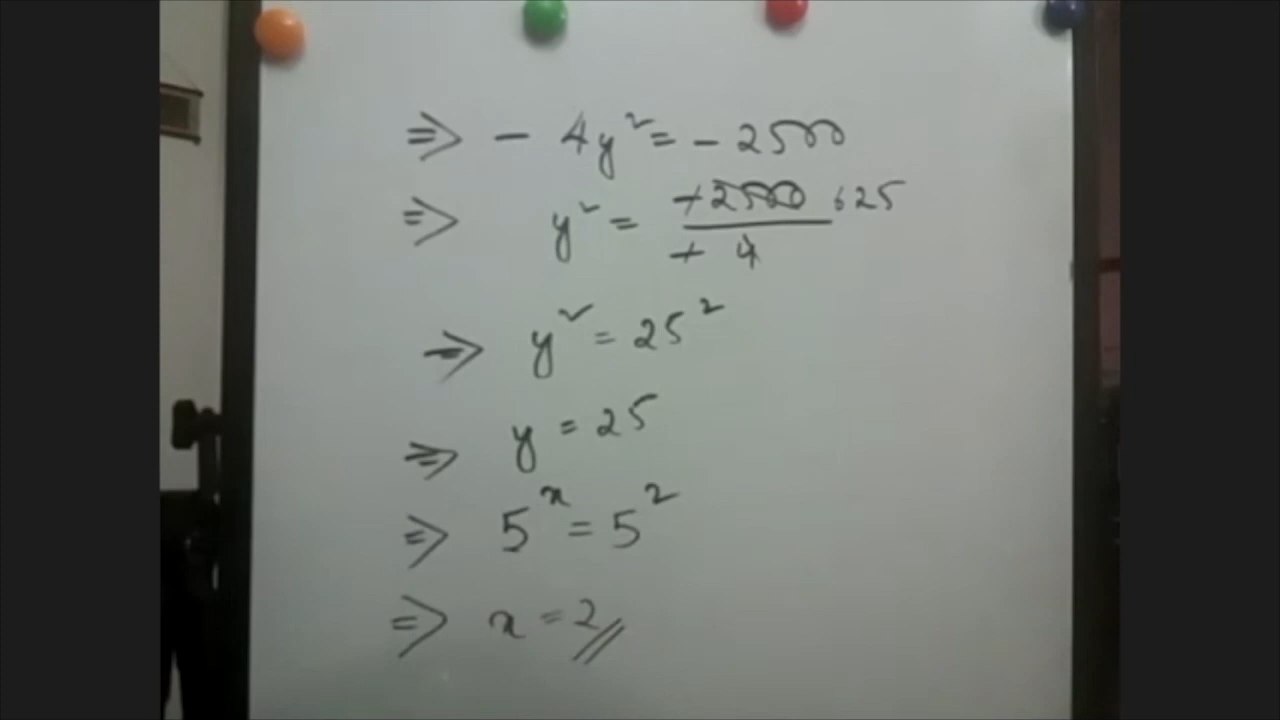 ⇒ - 4y² = - 2500
⇒ y² = +2500 625 / + 4
⇒ y² = 25²
⇒ y = 25
⇒ 5ˣ = 5²
⇒ x = 2//